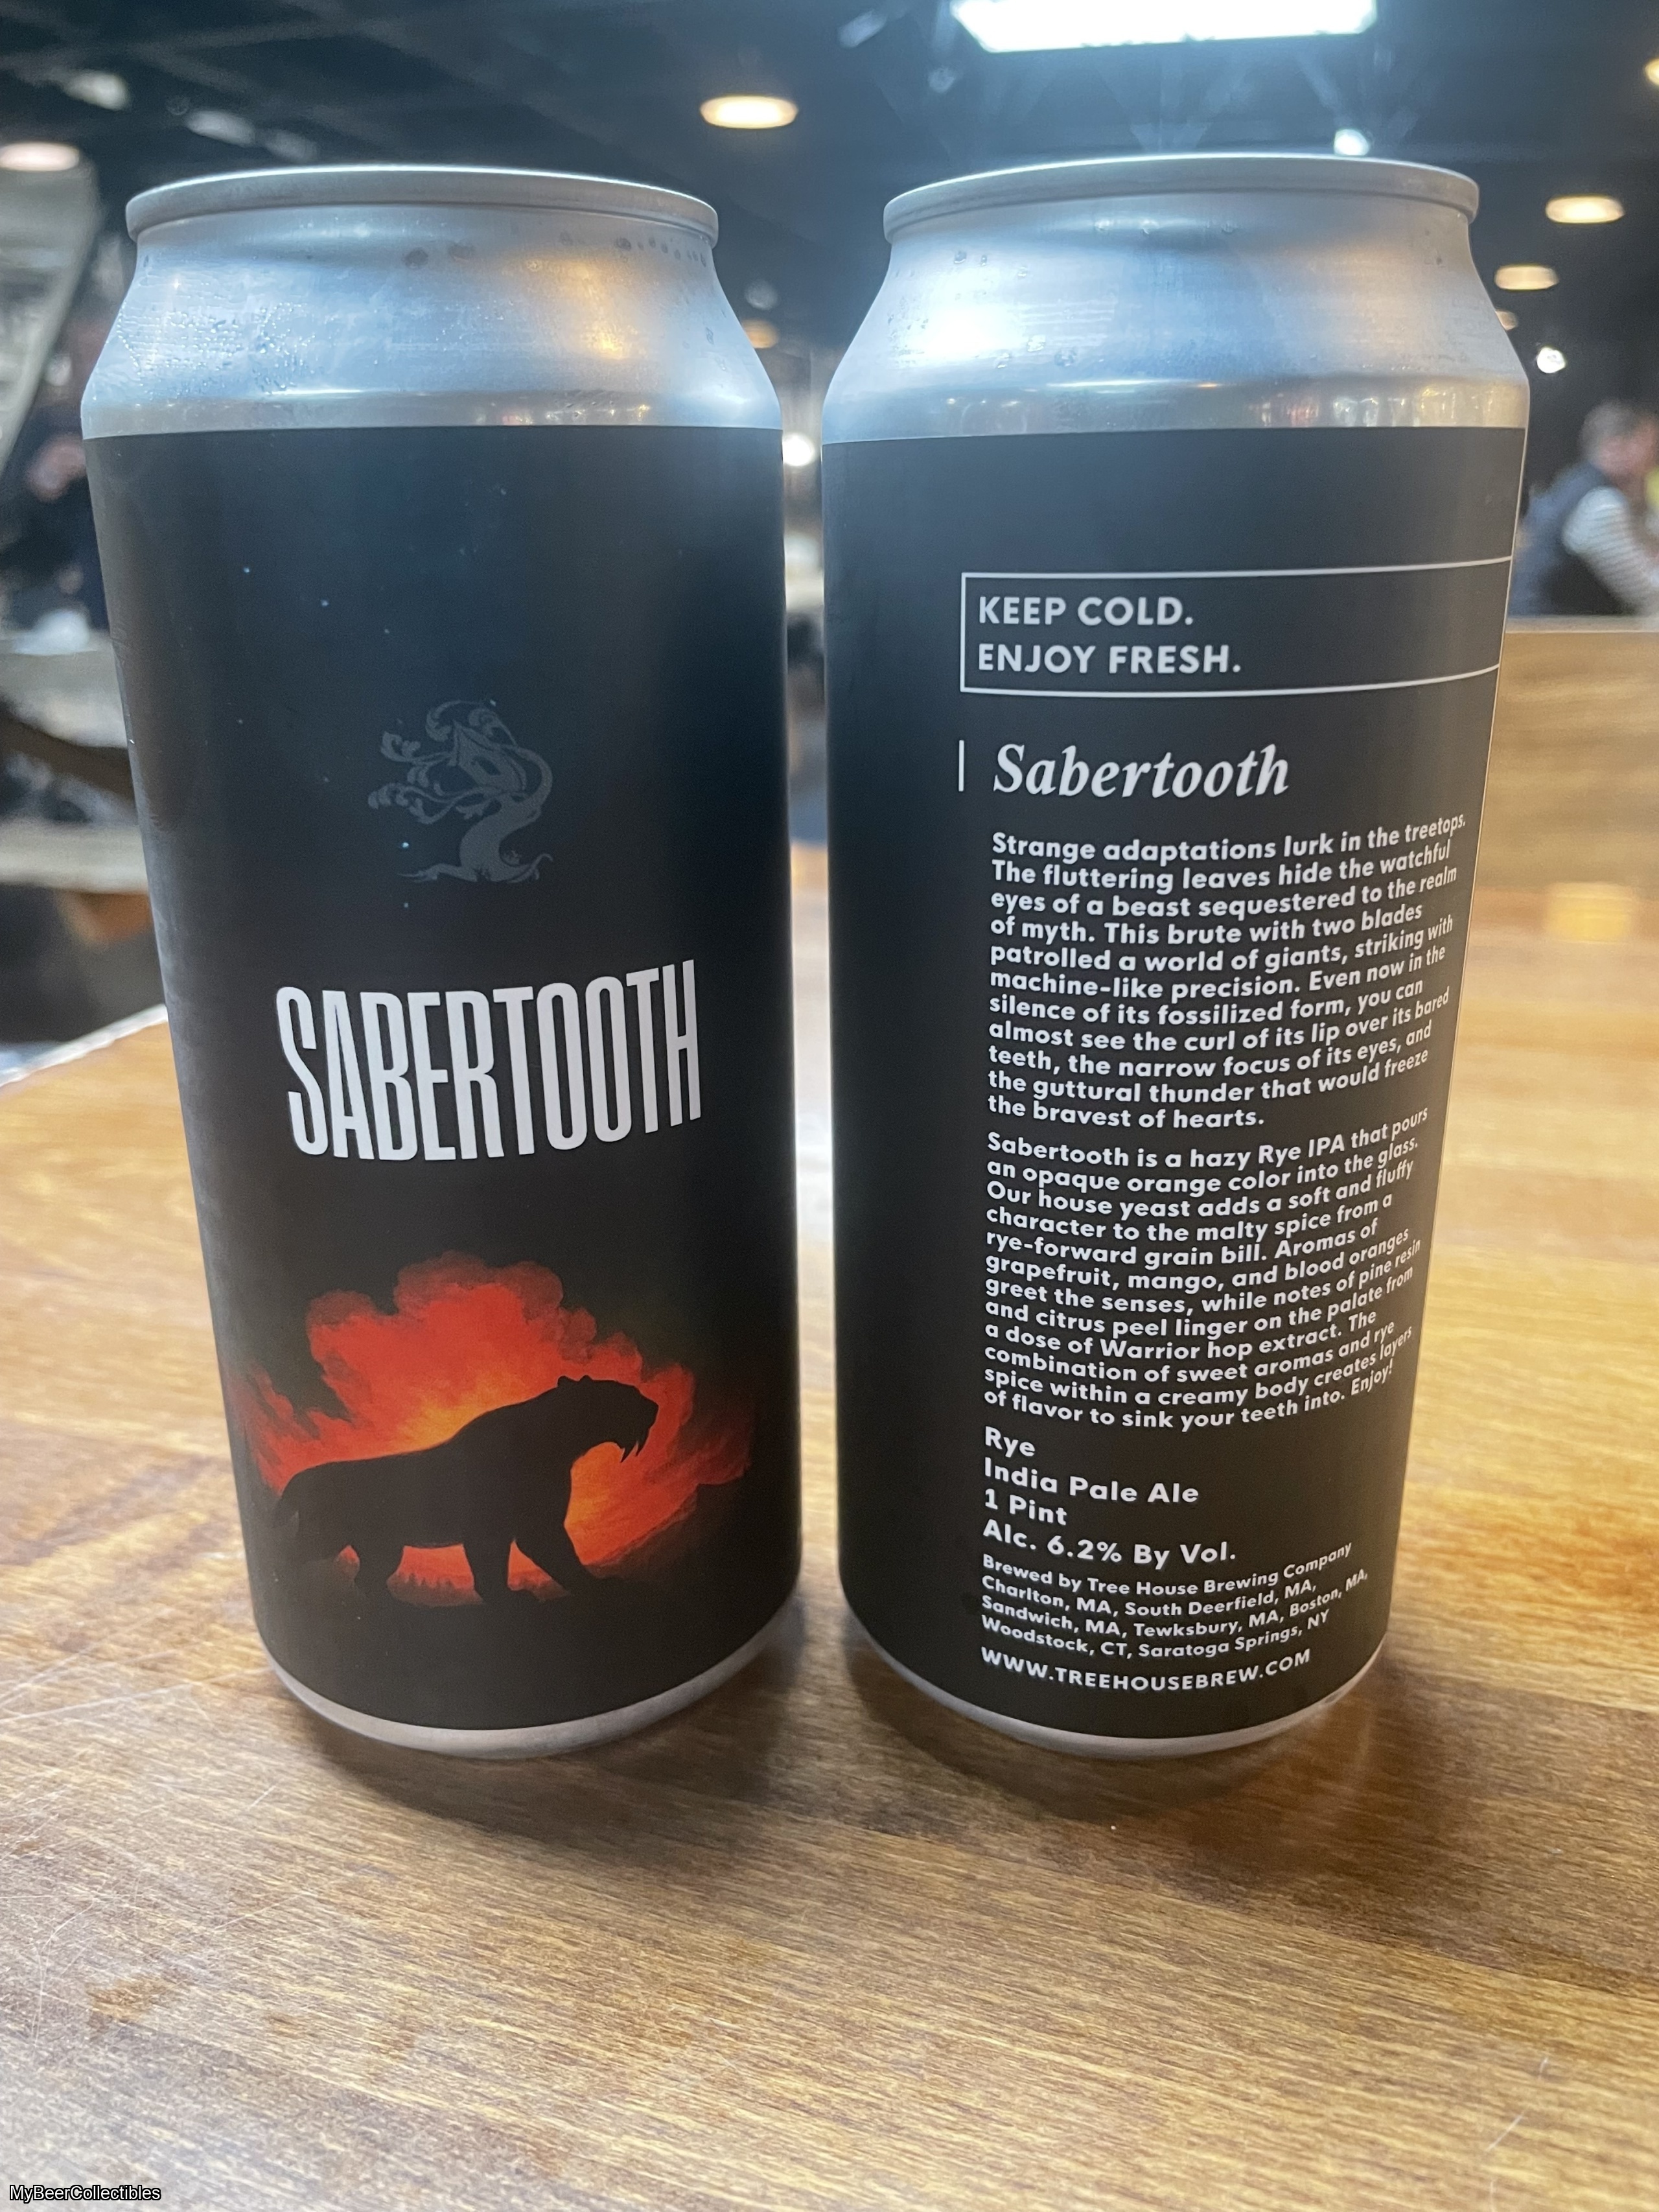 SABERTOOTH
KEEP COLD.
ENJOY FRESH.
Sabertooth
Strange adaptations lurk in the treetops.
The fluttering leaves hide the watchful
eyes of a beast sequestered to the realm
of myth. This brute with two blades
patrolled a world of giants, striking with
machine-like precision. Even now in the
silence of its fossilized form, you can
almost see the curl of its lip over its bared
teeth, the narrow focus of its eyes, and
the guttural thunder that would freeze
the bravest of hearts.
Sabertooth is a hazy Rye IPA that pours
an opaque orange color into the glass.
Our house yeast adds a soft and fluffy
character to the malty spice from a
rye-forward grain bill. Aromas of
grapefruit, mango, and blood oranges
greet the senses, while notes of pine resin
and citrus peel linger on the palate from
a dose of Warrior hop extract. The
combination of sweet aromas and rye
spice within a creamy body creates layers
of flavor to sink your teeth into. Enjoy!
Rye
India Pale Ale
1 Pint
Alc. 6.2% By Vol.
Brewed by Tree House Brewing Company
Charlton, MA, South Deerfield, MA,
Sandwich, MA, Tewksbury, MA, Boston, MA,
Woodstock, CT, Saratoga Springs, NY
WWW.TREEHOUSEBREW.COM
MyBeerCollectibles